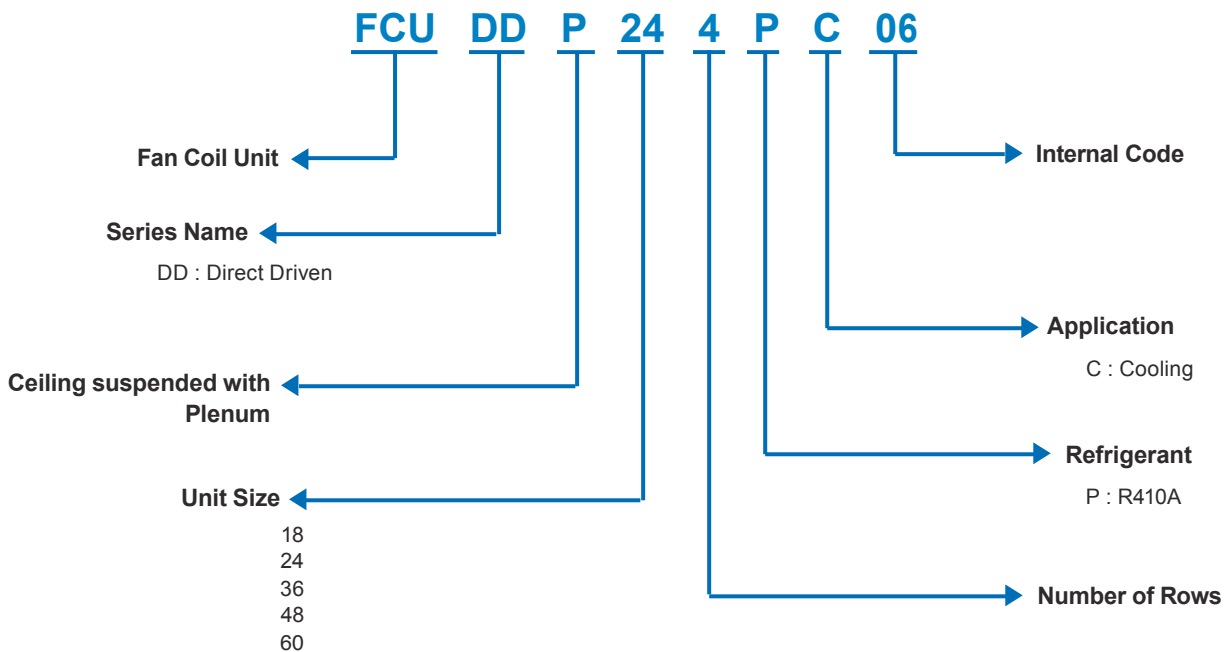 FCU DD P 24 4 P C 06
Fan Coil Unit
Series Name
DD : Direct Driven
Ceiling suspended with
Plenum
Unit Size
18
24
36
48
60
Internal Code
Application
C : Cooling
Refrigerant
P : R410A
Number of Rows